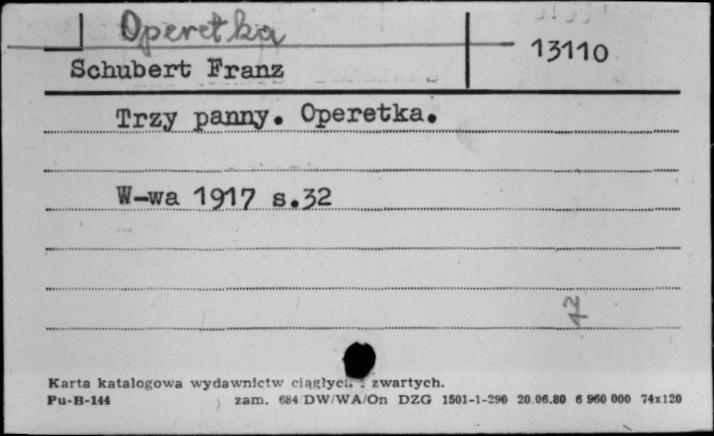 Operetka
13110
Schubert Franz
Trzy panny. Operetka.
W-wa 1917 s.32
12
Karta katalogowa wydawnictw zwartych.
Pu-B-144 zam. 684 DW/WA/On DZG 1501-1-290 20.06.80 6 960 000 74x120